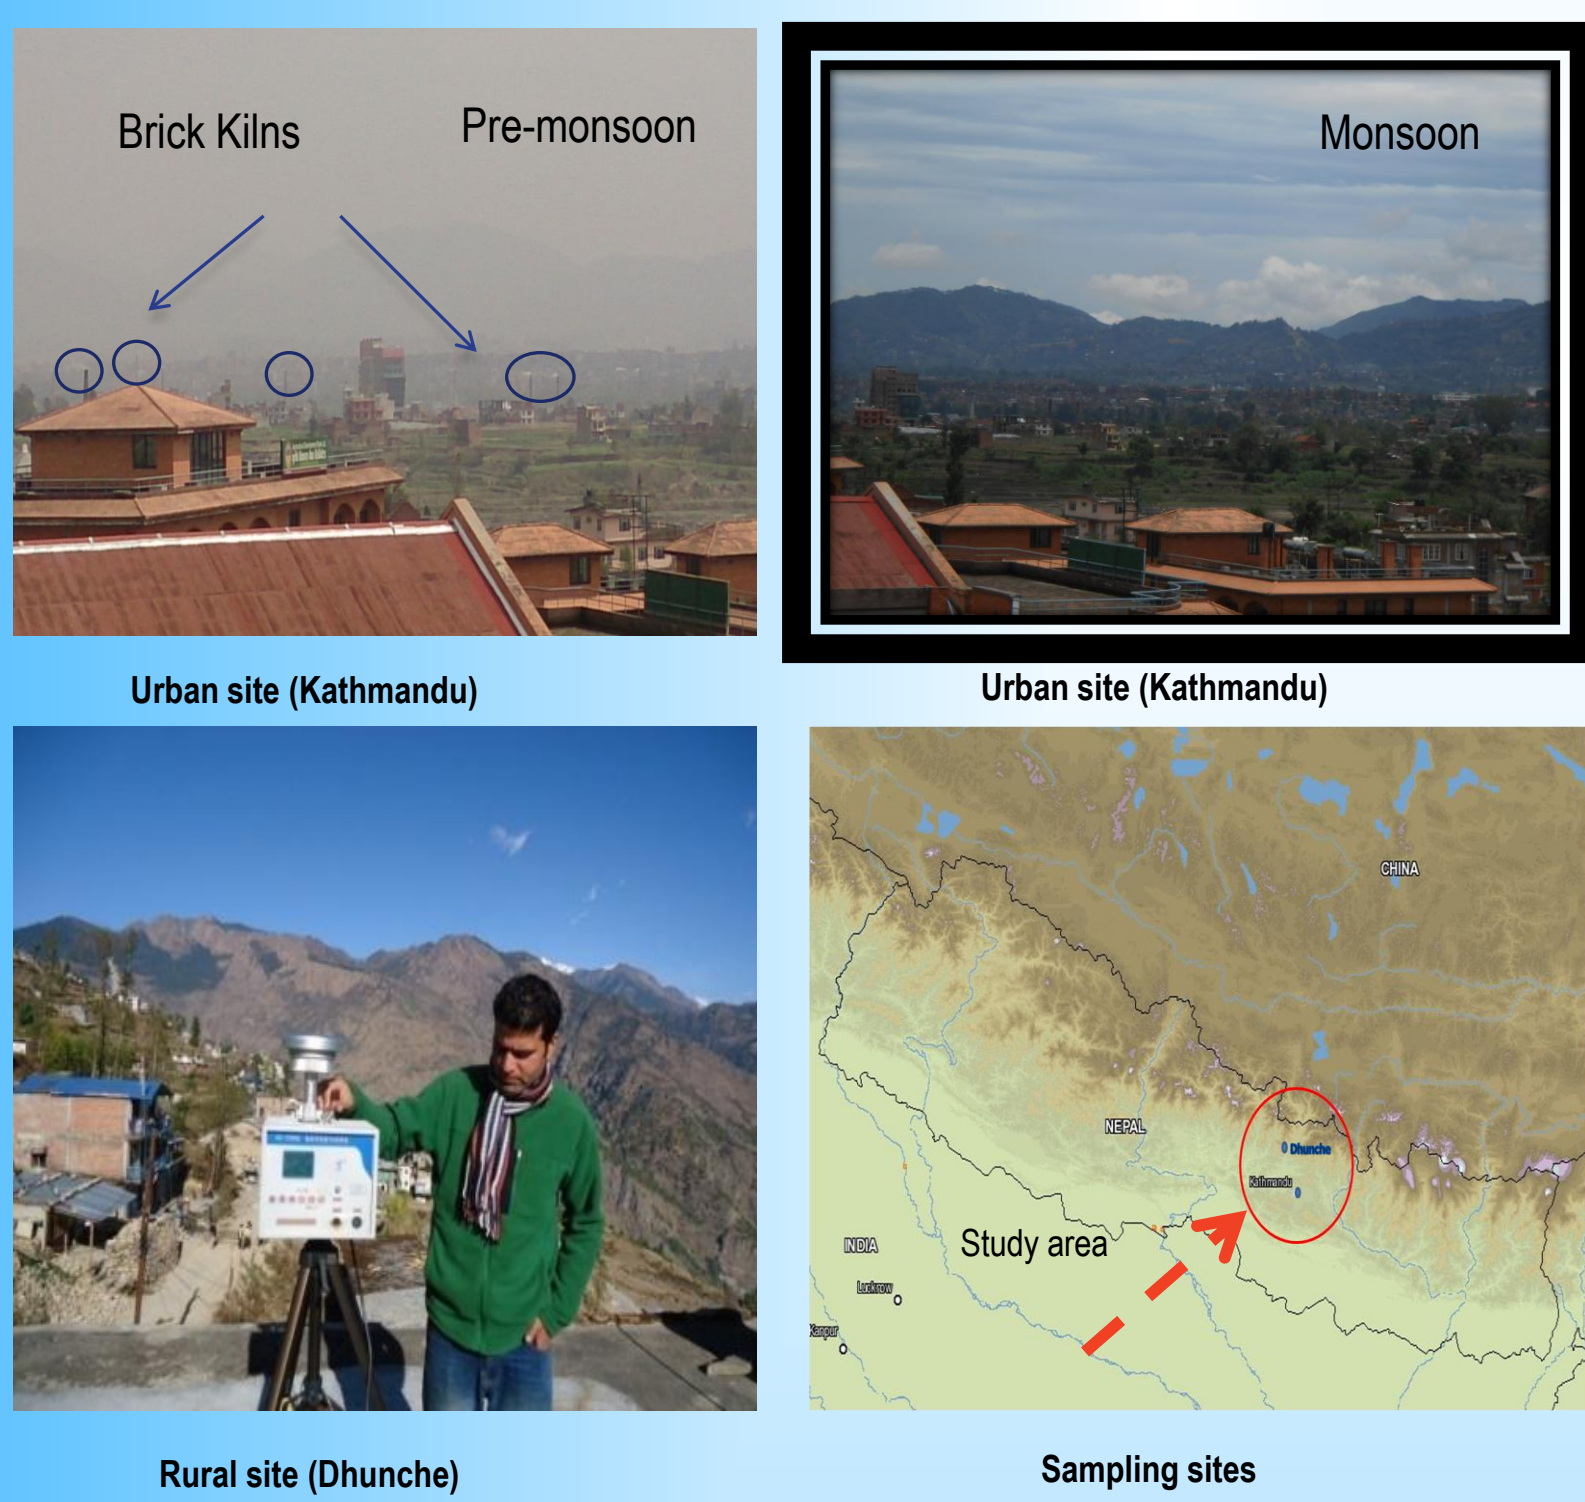 Brick Kilns
Pre-monsoon
Monsoon
Urban site (Kathmandu)
Urban site (Kathmandu)
CHINA
NEPAL
Dhunche
Kathmandu
INDIA
Study area
Lucknow
Kanpur
Rural site (Dhunche)
Sampling sites